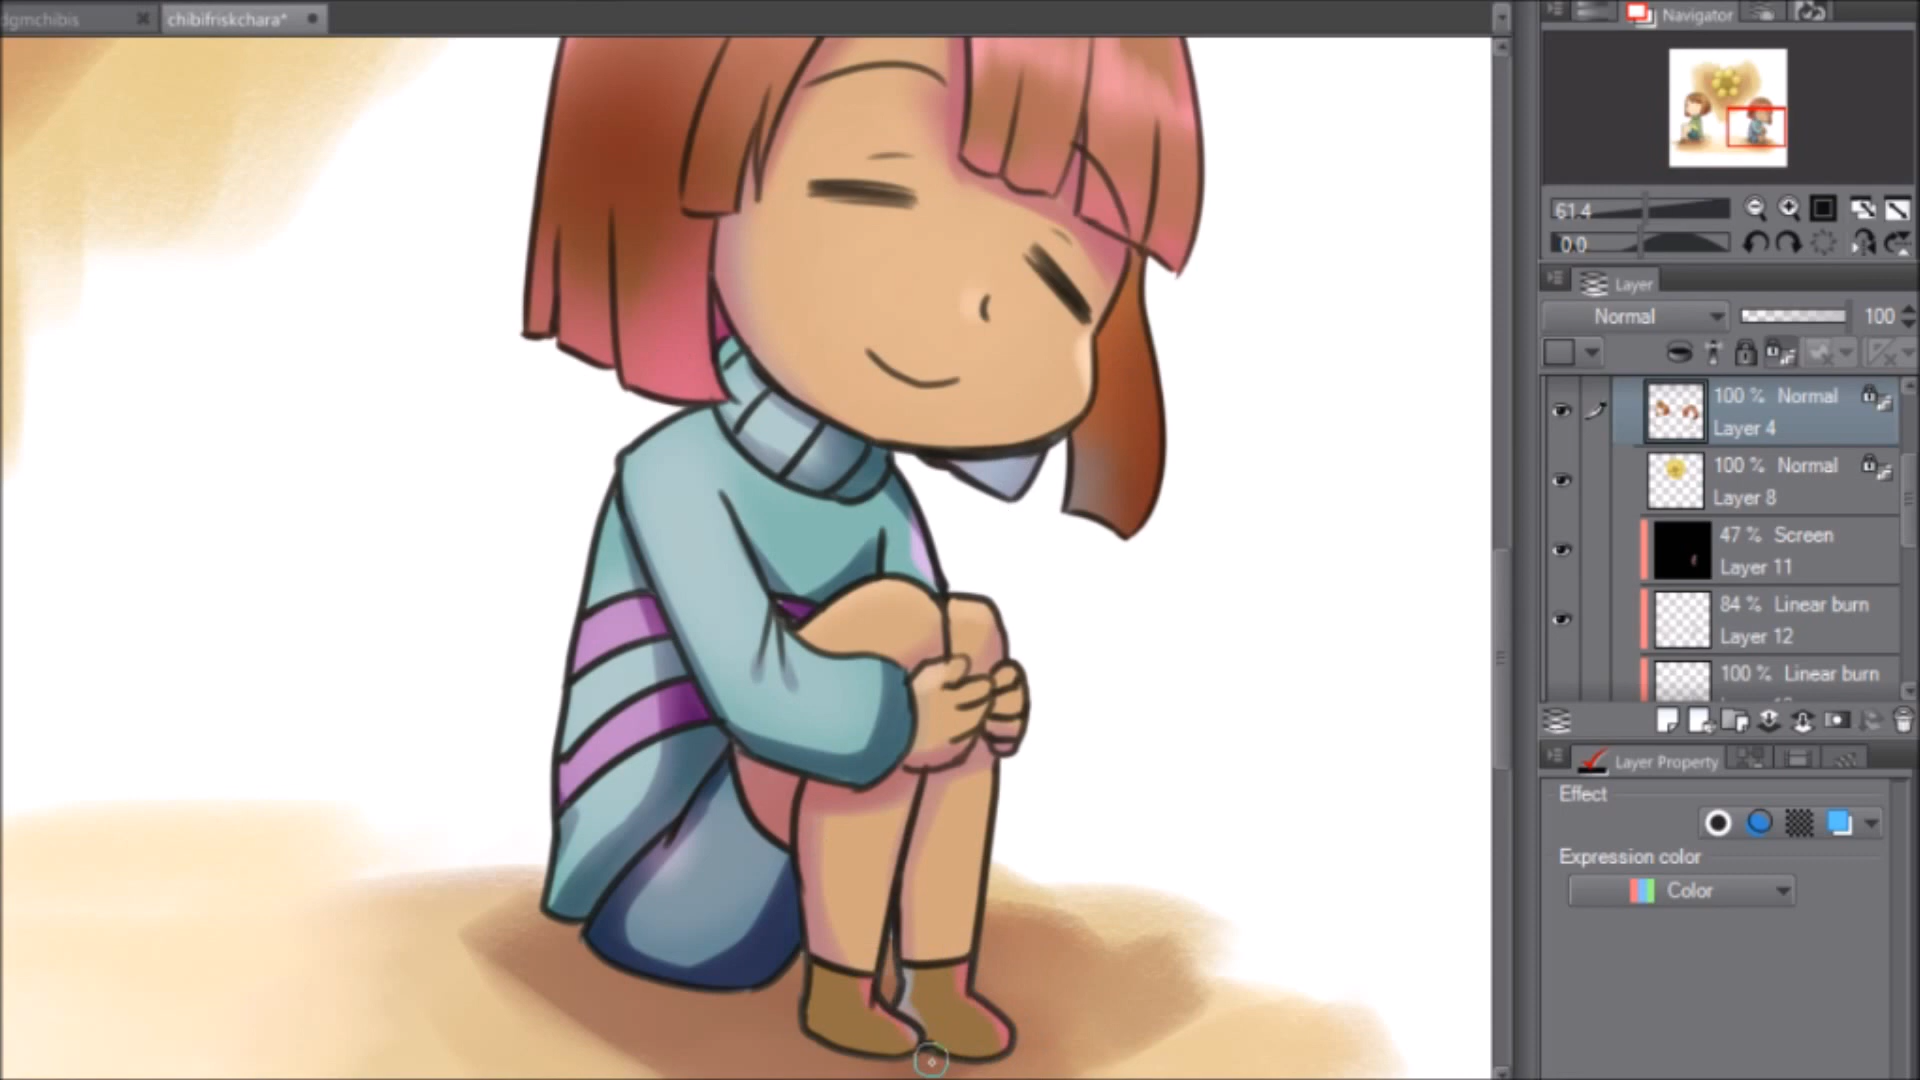 dgmchibis
chibifriskchara*
Navigator
61.4
0.0
Layer
Normal
100
100 % Normal
Layer 4
100 % Normal
Layer 8
47 % Screen
Layer 11
84 % Linear burn
Layer 12
100 % Linear burn
Layer Property
Effect
Expression color
Color